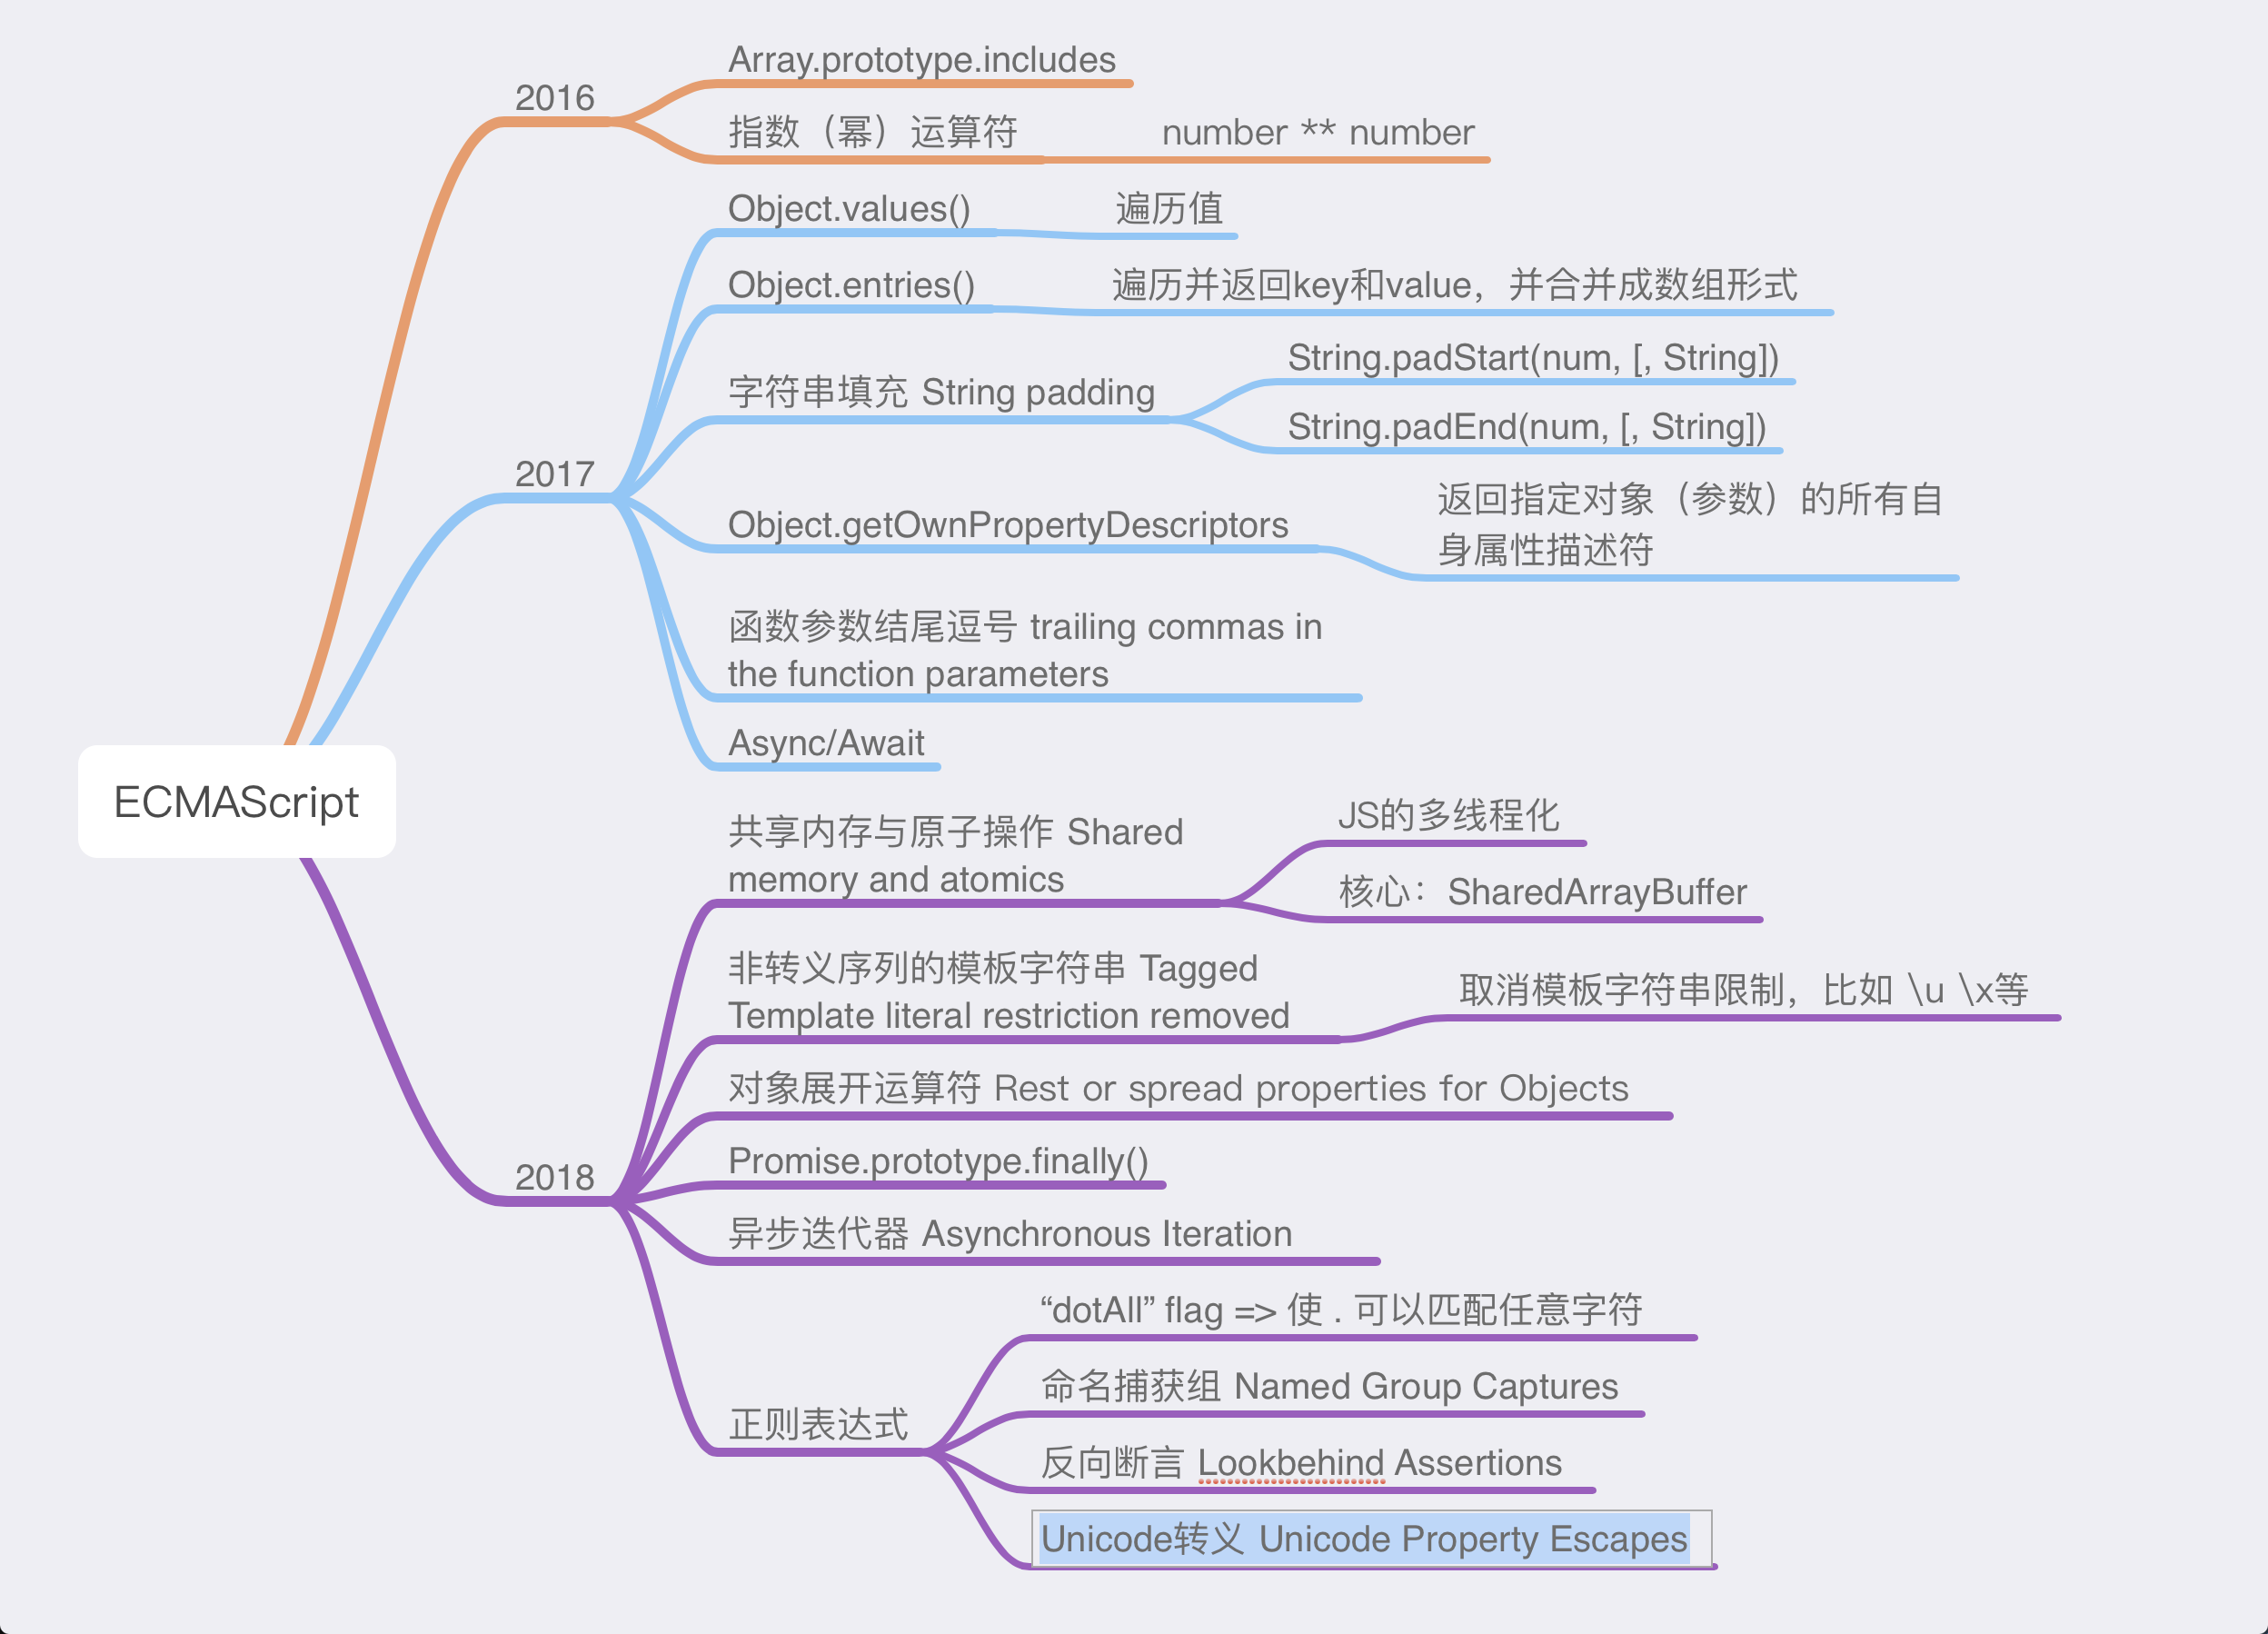 Array.prototype.includes
2016
指数（幂）运算符
number ** number
Object.values()
遍历值
Object.entries()
遍历并返回key和value，并合并成数组形式
String.padStart(num, [, String])
字符串填充 String padding
String.padEnd(num, [, String])
2017
返回指定对象（参数）的所有自
身属性描述符
Object.getOwnPropertyDescriptors
函数参数结尾逗号 trailing commas in
the function parameters
Async/Await
ECMAScript
共享内存与原子操作 Shared
memory and atomics
JS的多线程化
核心：SharedArrayBuffer
非转义序列的模板字符串 Tagged
Template literal restriction removed
取消模板字符串限制，比如 \u \x等
对象展开运算符 Rest or spread properties for Objects
Promise.prototype.finally()
2018
异步迭代器 Asynchronous Iteration
“dotAll” flag => 使 . 可以匹配任意字符
命名捕获组 Named Group Captures
正则表达式
反向断言 Lookbehind Assertions
Unicode转义 Unicode Property Escapes